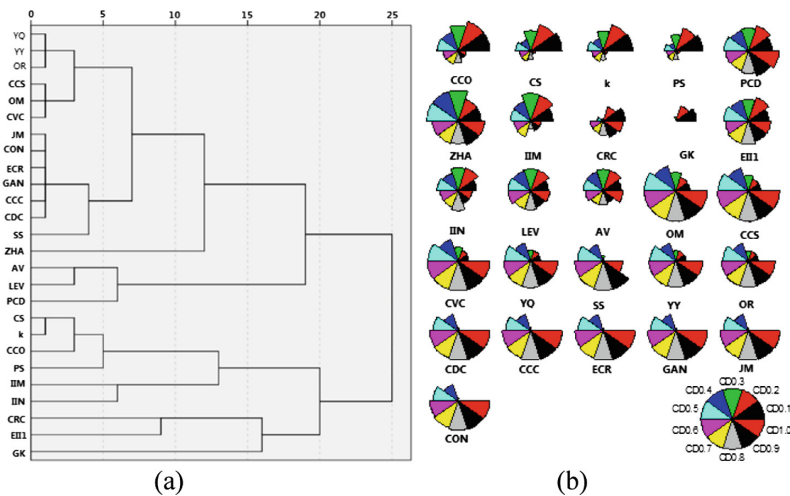 0 5 10 15 20 25
YQ
YY
OR
CCS
OM
CVC
JM
CON
ECR
GAN
CCC
CDC
SS
ZHA
AV
LEV
PCD
CS
k
CCO
PS
IIM
IIN
CRC
EII1
GK
(a)
CCO CS k PS PCD
ZHA IIM CRC GK EII1
IIN LEV AV OM CCS
CVC YQ SS YY OR
CDC CCC ECR GAN JM
CON
CD0.3
CD0.4 CD0.2
CD0.5 CD0.1
CD0.6 CD1.0
CD0.7 CD0.9
CD0.8
(b)